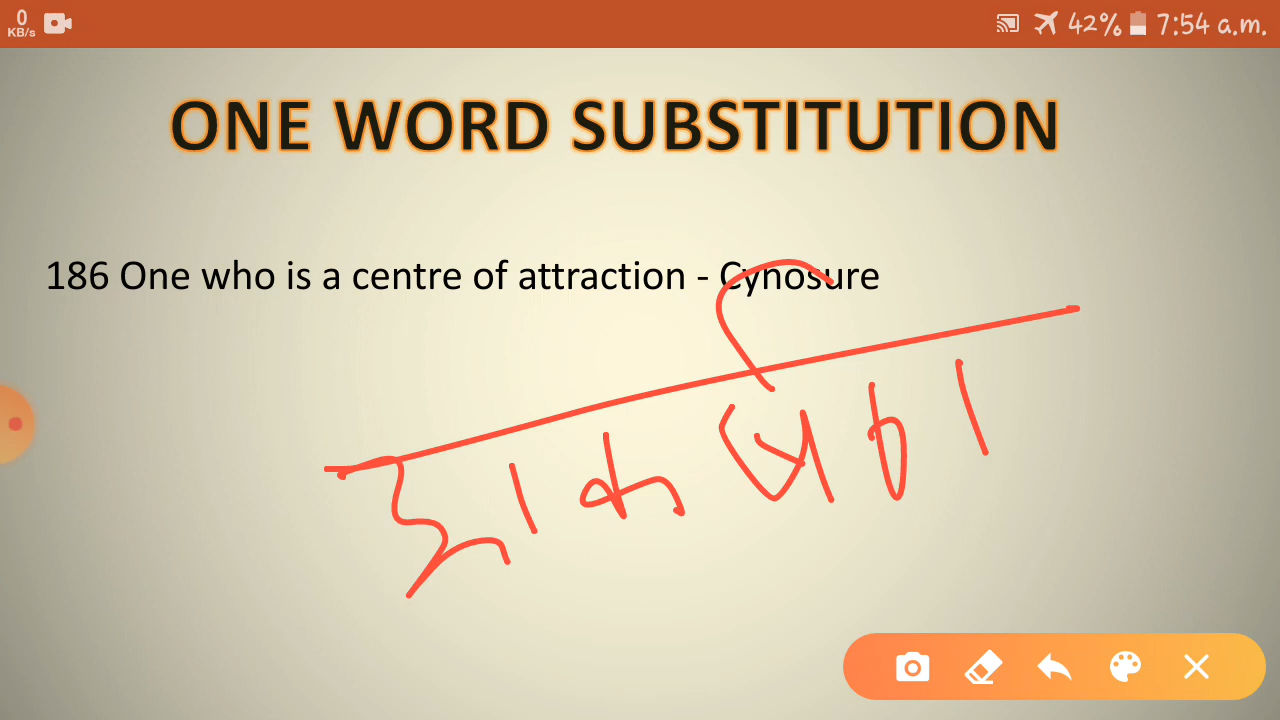 0
KB/s
42% 7:54 a.m.
ONE WORD SUBSTITUTION
186 One who is a centre of attraction - Cynosure